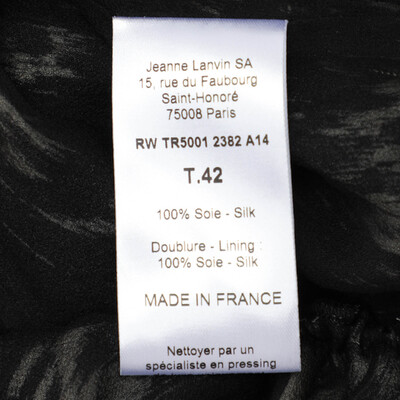 Jeanne Lanvin SA
15, rue du Faubourg
Saint-Honoré
75008 Paris
RW TR5001 2382 A14
T.42
100% Soie - Silk
Doublure - Lining :
100% Soie - Silk
MADE IN FRANCE
Nettoyer par un
spécialiste en pressing